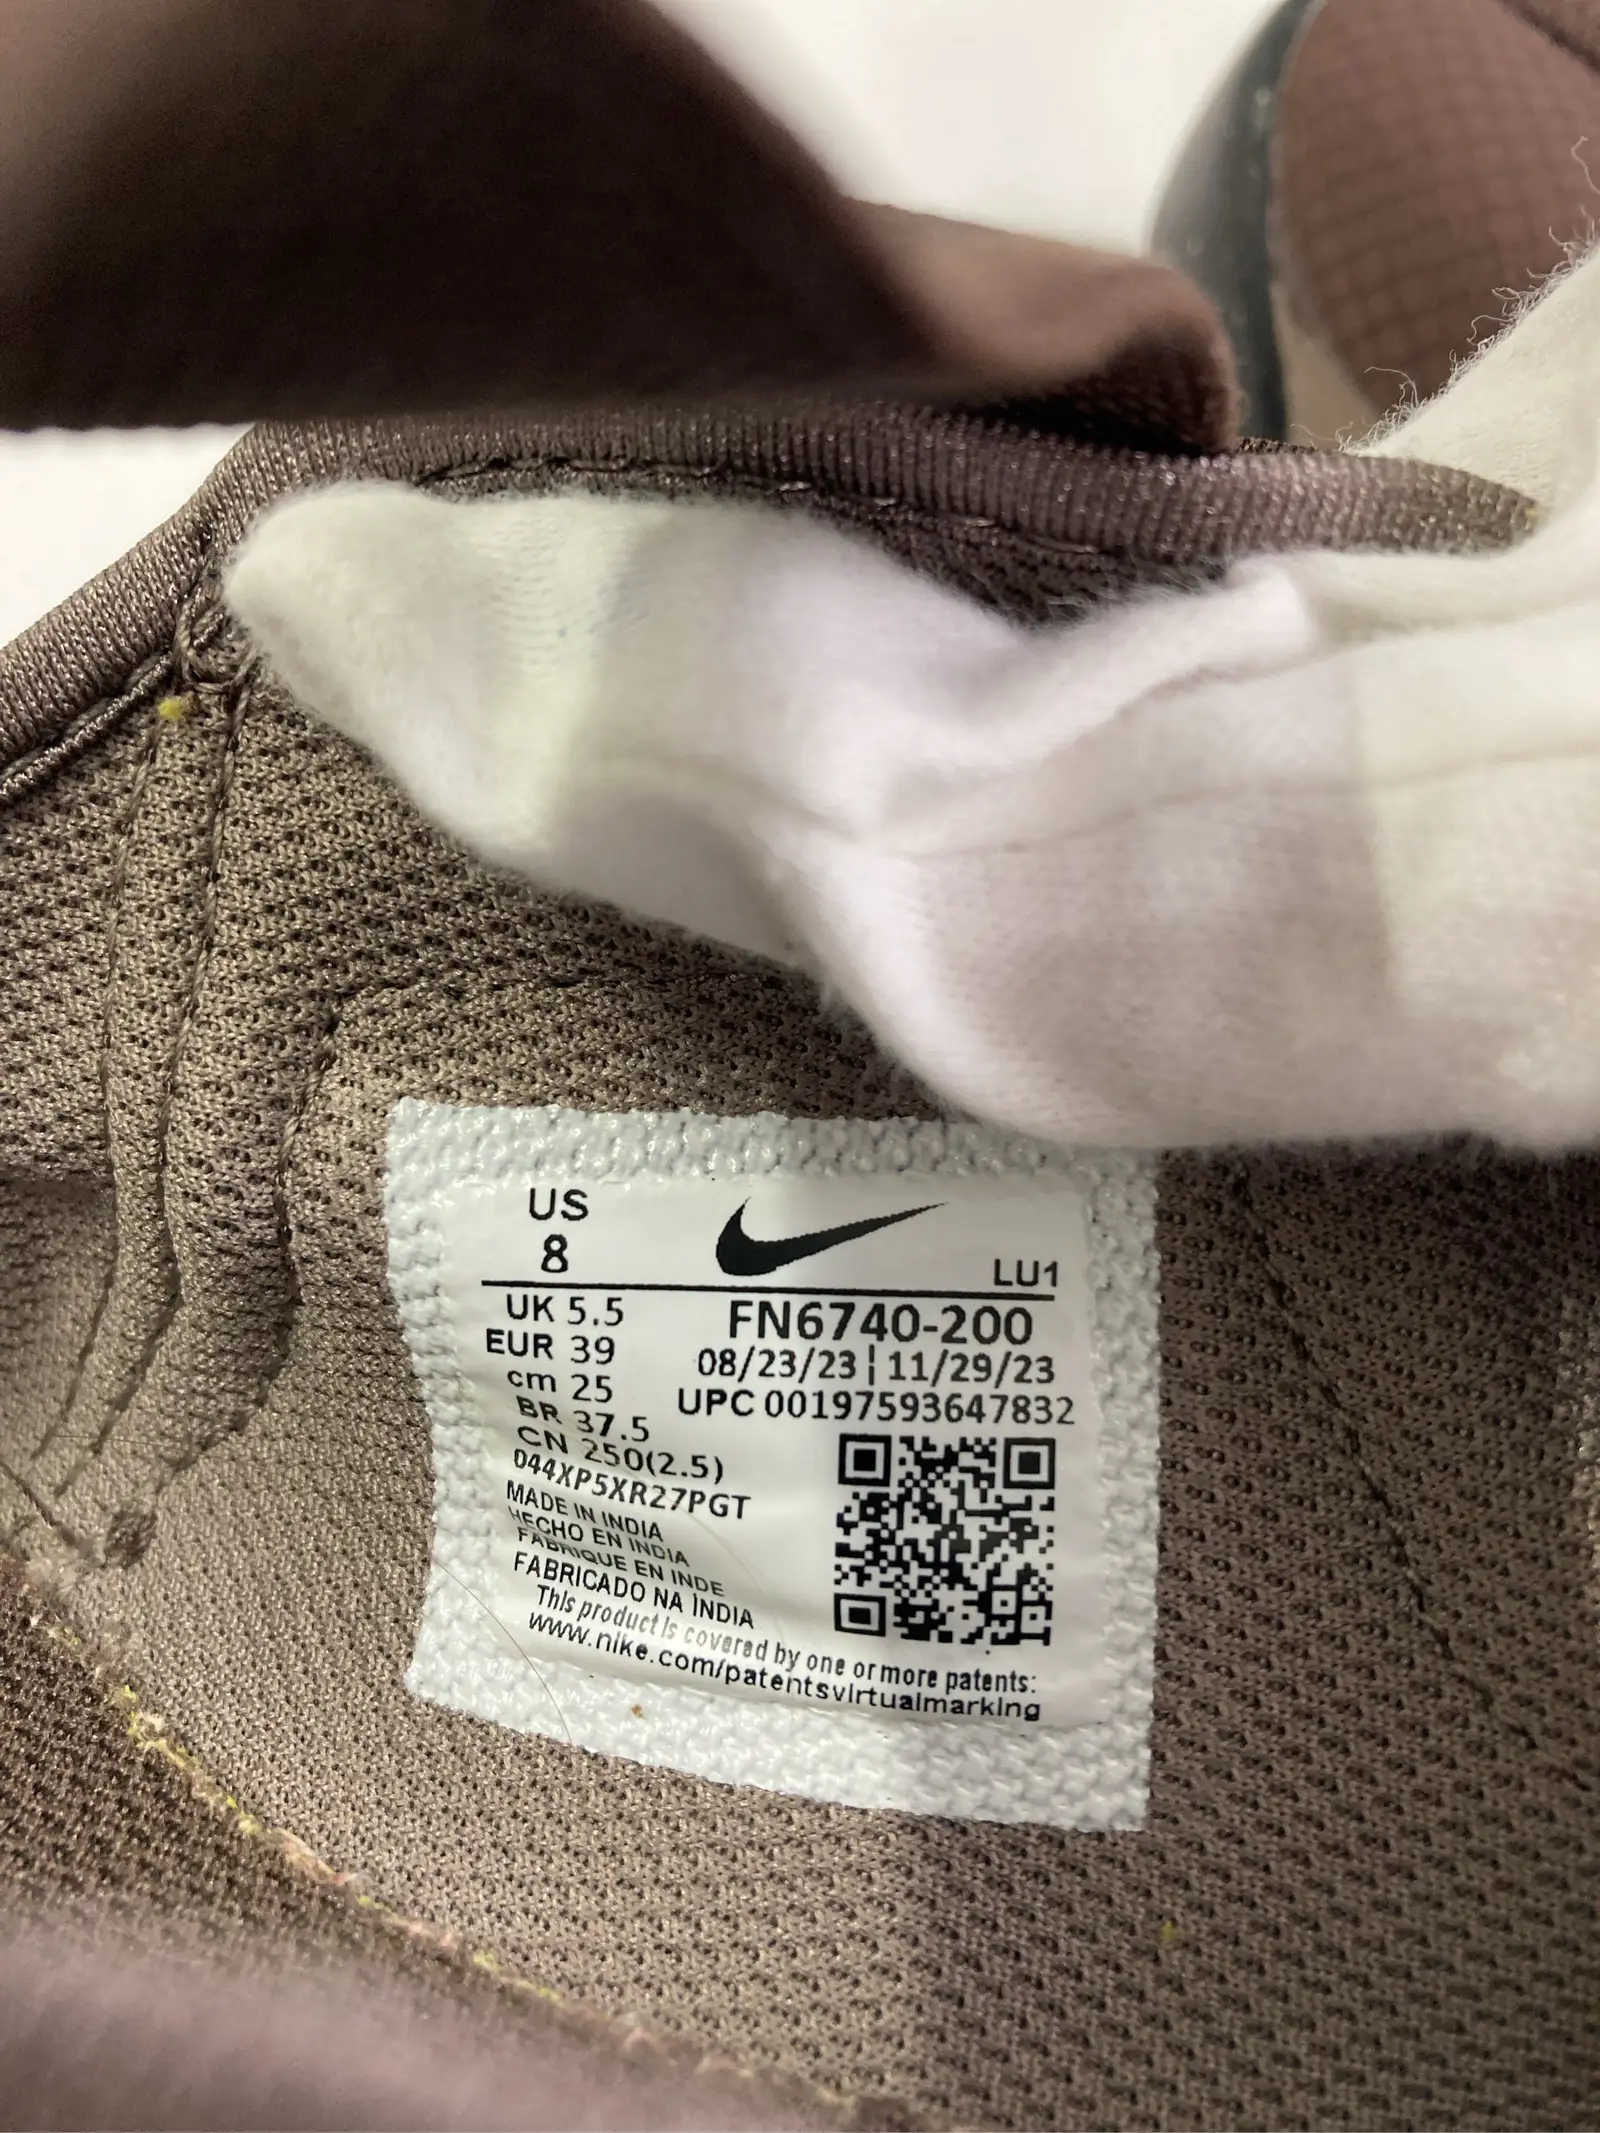 US
8
LU1
UK 5.5
EUR 39
cm 25
BR 37.5
CN 250(2.5)
FN6740-200
08/23/23 | 11/29/23
UPC 00197593647832
044XP5XR27PGT
MADE IN INDIA
HECHO EN INDIA
FABRIQUE EN INDE
FABRICADO NA ÍNDIA
This product is covered by one or more patents:
www.nike.com/patentsvirtualmarking